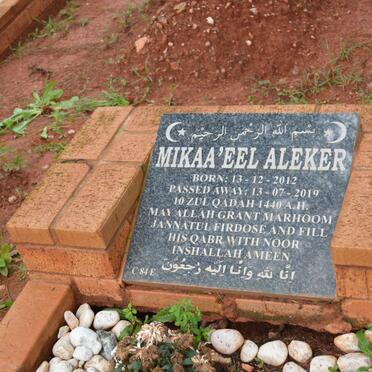 بسم الله الرحمن الرحيم
MIKAA'EEL ALEKER
BORN: 13 - 12 - 2012
PASSED AWAY: 13 - 07 - 2019
10 ZUL QADAH 1440 A.H.
MAY ALLAH GRANT MARHOOM
JANNATUL FIRDOSE AND FILL
HIS QABR WITH NOOR
INSHALLAH AMEEN
انا لله وانا اليه رجعون
C 84 E